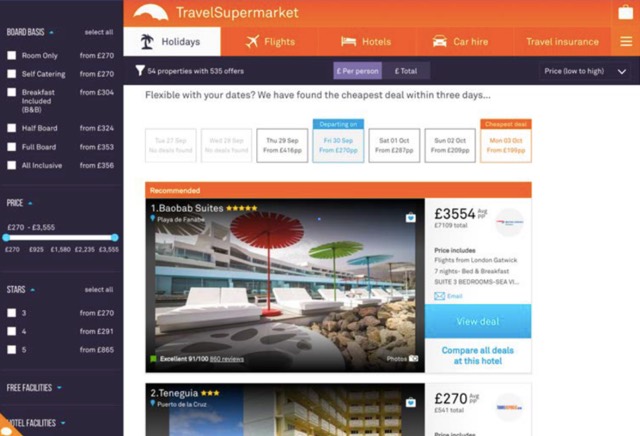 TravelSupermarket
Holidays
Flights
Hotels
Car hire
Travel insurance
BOARD BASIS
select all
Room Only from £270
Self Catering from £270
Breakfast Included (B&B) from £304
Half Board from £324
Full Board from £353
All Inclusive from £356
PRICE
£270 - £3,555
£270 £925 £1,580 £2,235 £3,555
STARS
select all
3 from £270
4 from £291
5 from £865
FREE FACILITIES
HOTEL FACILITIES
54 properties with 535 offers
£ Per person
£ Total
Price (low to high)
Flexible with your dates? We have found the cheapest deal within three days...
Tue 27 Sep
No deals found
Wed 28 Sep
No deals found
Thu 29 Sep
From £416pp
Departing on
Fri 30 Sep
From £270pp
Sat 01 Oct
From £287pp
Sun 02 Oct
From £209pp
Cheapest deal
Mon 03 Oct
From £199pp
Recommended
1.Baobab Suites
Playa de Fanabe
Excellent 91/100 860 reviews
Photos
£3554 Avg PP
£7109 total
Price includes
Flights from London Gatwick
7 nights- Bed & Breakfast
SUITE 3 BEDROOMS-SEA VI...
Email
View deal
Compare all deals
at this hotel
2.Teneguia
Puerto de la Cruz
£270 Avg PP
£541 total